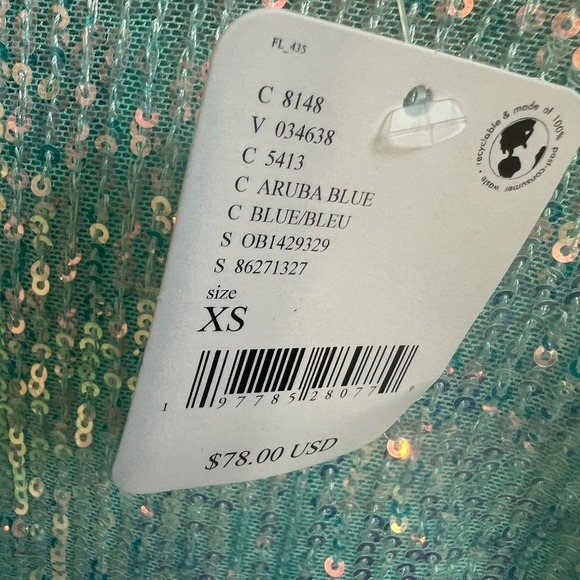 FL_435
C 8148
V 034638
C 5413
C ARUBA BLUE
C BLUE/BLEU
S OB1429329
S 86271327
size
XS
1 97785 28077 9
$78.00 USD
recyclable & made of 100% post-consumer waste •